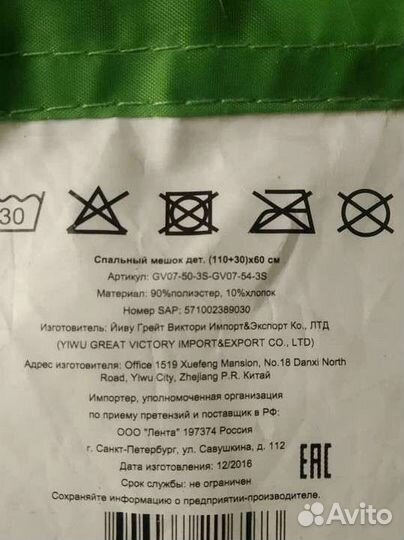 30
Спальный мешок дет. (110+30)x60 см
Артикул: GV07-50-3S-GV07-54-3S
Материал: 90%полиэстер, 10%хлопок
Номер SAP: 571002389030
Изготовитель: Йиву Грейт Виктори Импорт&Экспорт Ко., ЛТД
(YIWU GREAT VICTORY IMPORT&EXPORT CO., LTD)
Адрес изготовителя: Office 1519 Xuefeng Mansion, No.18 Danxi North
Road, Yiwu City, Zhejiang P.R. Китай
Импортер, уполномоченная организация
по приему претензий и поставщик в РФ:
ООО "Лента" 197374 Россия
г. Санкт-Петербург, ул. Савушкина, д. 112
Дата изготовления: 12/2016
Срок службы: не ограничен
Сохраняйте информацию о предприятии-производителе.
EAC
Avito